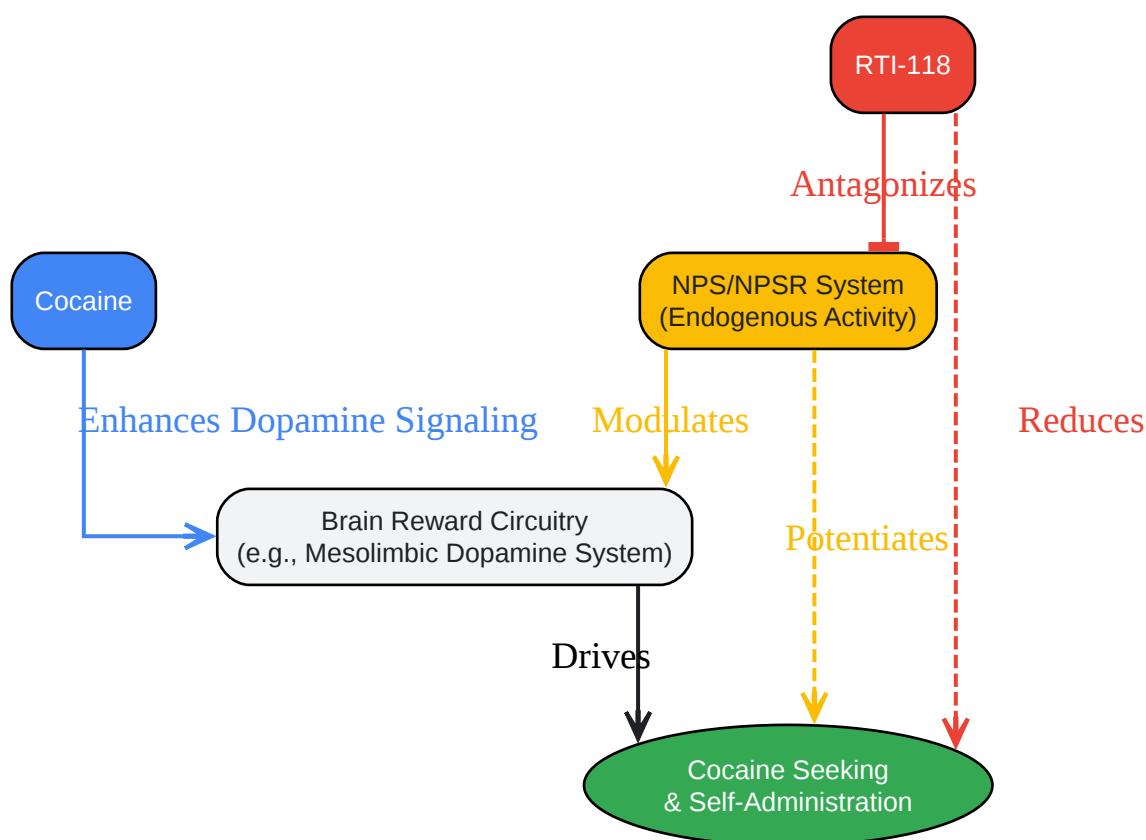 RTI-118
Antagonizes
Cocaine
NPS/NPSR System
(Endogenous Activity)
Enhances Dopamine Signaling
Modulates
Reduces
Brain Reward Circuitry
(e.g., Mesolimbic Dopamine System)
Potentiates
Drives
Cocaine Seeking
& Self-Administration